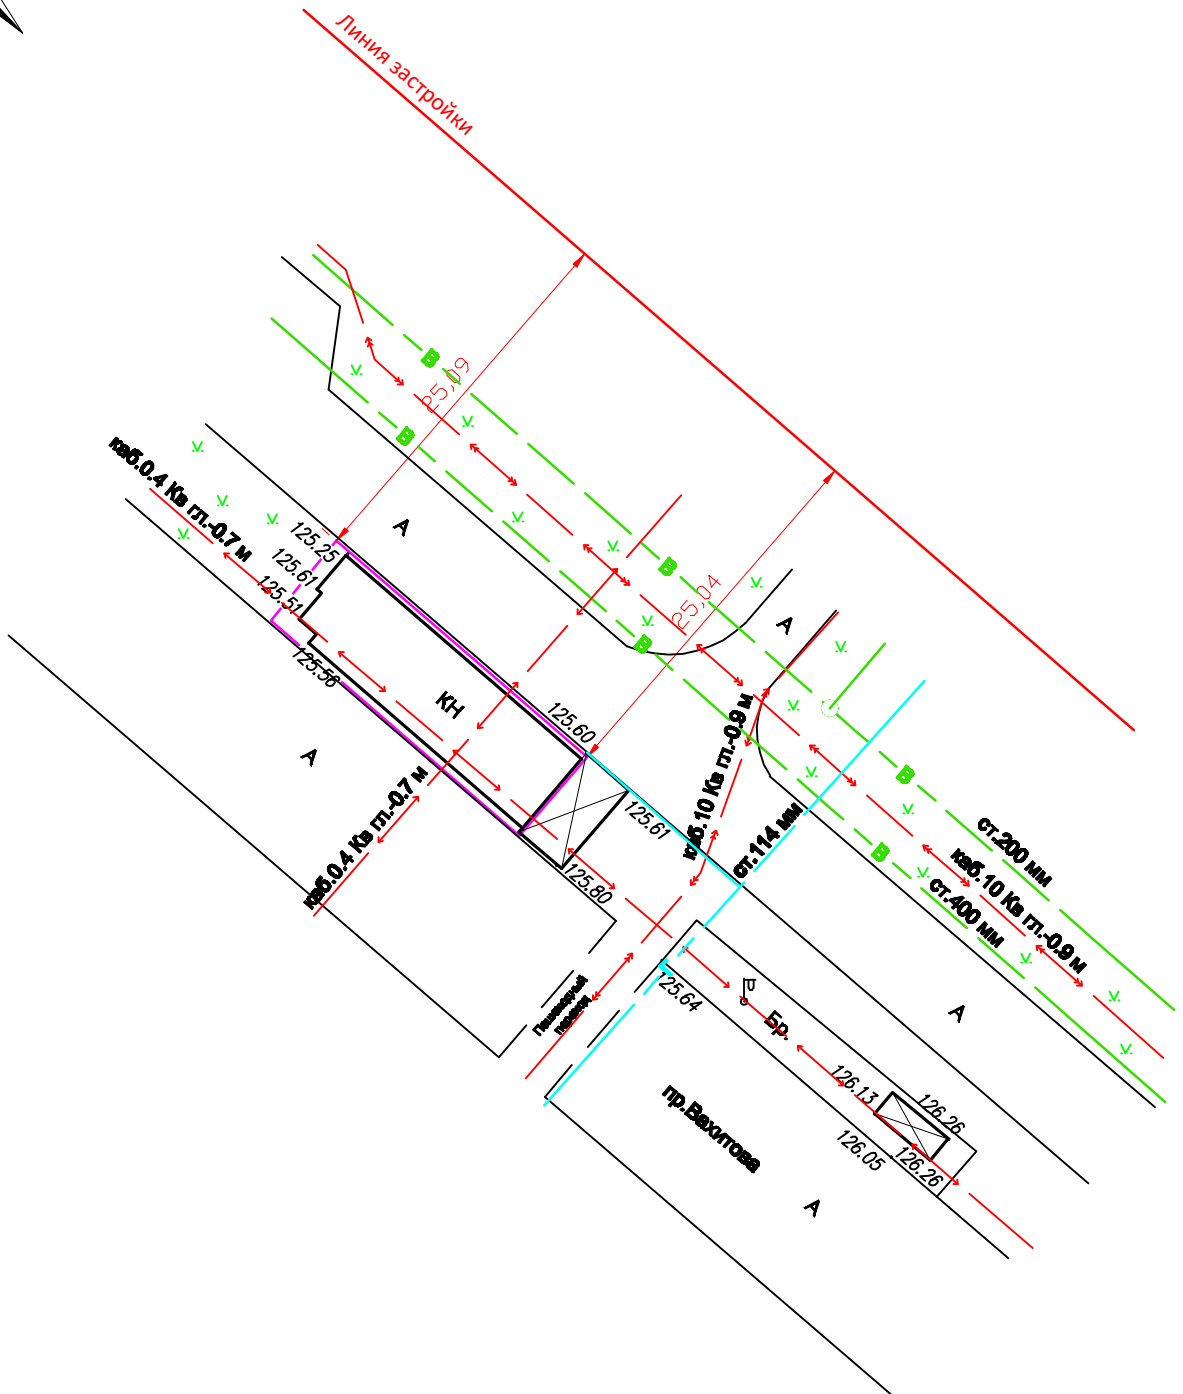 Линия застройки
25,09
В
В
каб.0.4 Кв гл.-0.7 м
А
125.25
125.61
125.51
125.56
В
25,04
А
В
КН
125.60
А
каб.10 Кв гл.-0.9 м
каб.0.4 Кв гл.-0.7 м
125.61
ст.114 мм
В
В
ст.200 мм
каб.10 Кв гл.-0.9 м
ст.400 мм
125.80
125.64
Пешеходный
переход
Бр.
А
126.13
126.26
126.05
126.26
пр.Вахитова
А